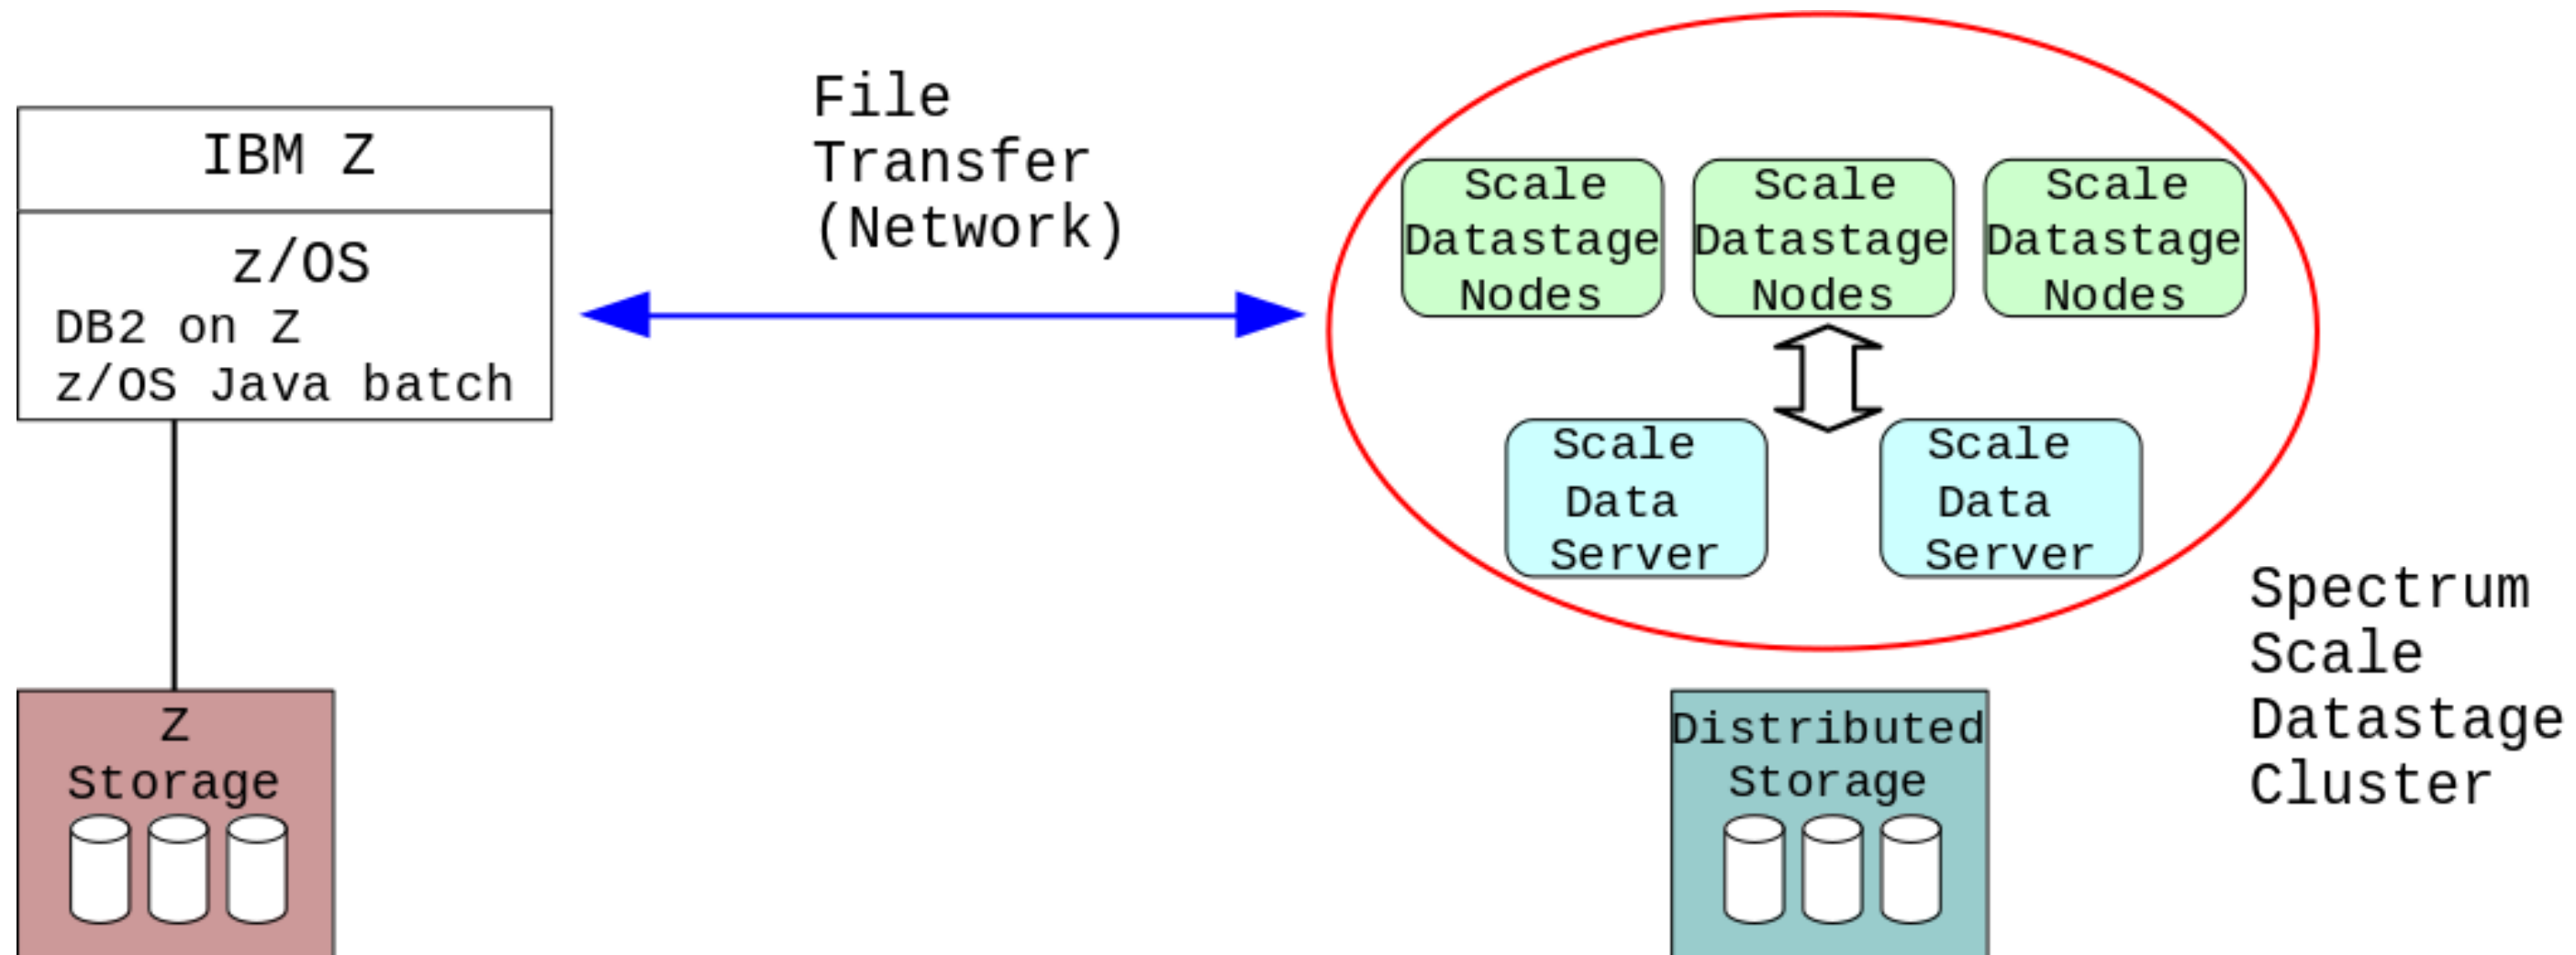 IBM Z
z/OS
DB2 on Z
z/OS Java batch
File
Transfer
(Network)
Scale
Datastage
Nodes
Scale
Datastage
Nodes
Scale
Datastage
Nodes
Scale
Data
Server
Scale
Data
Server
Spectrum
Scale
Datastage
Cluster
Z
Storage
Distributed
Storage